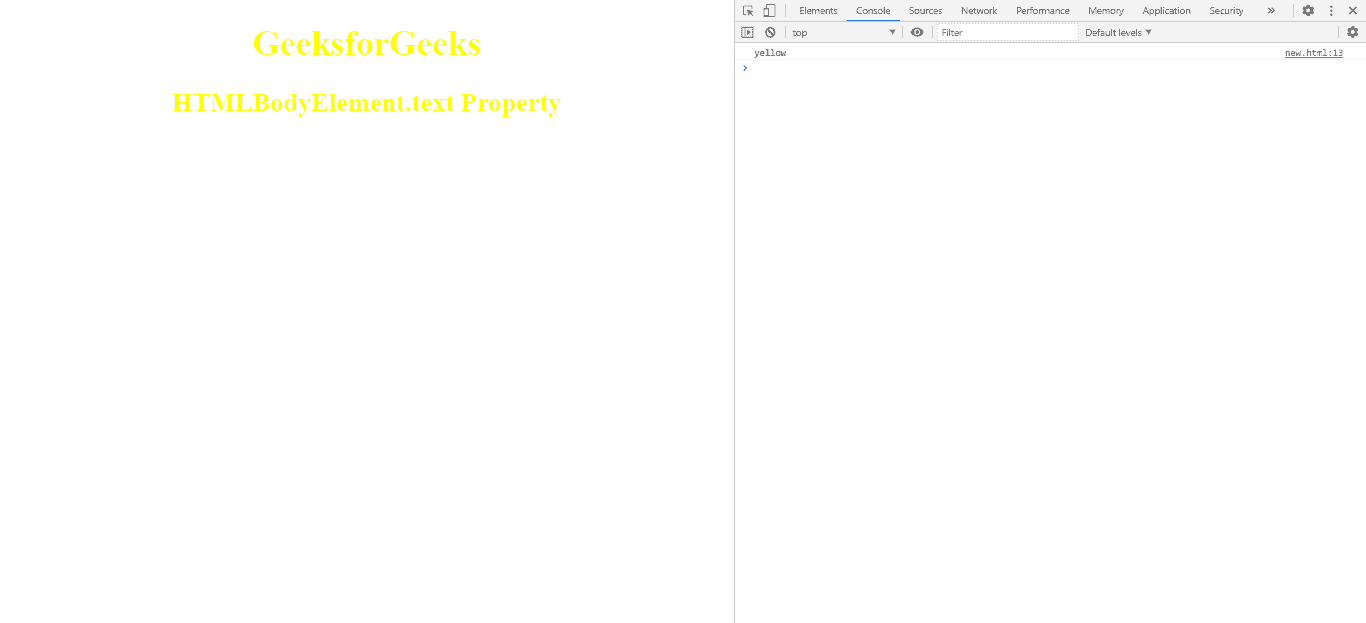 GeeksforGeeks
HTMLBodyElement.text Property
Elements Console Sources Network Performance Memory Application Security »
top ▼ Filter Default levels ▼
yellow new.html:13
>